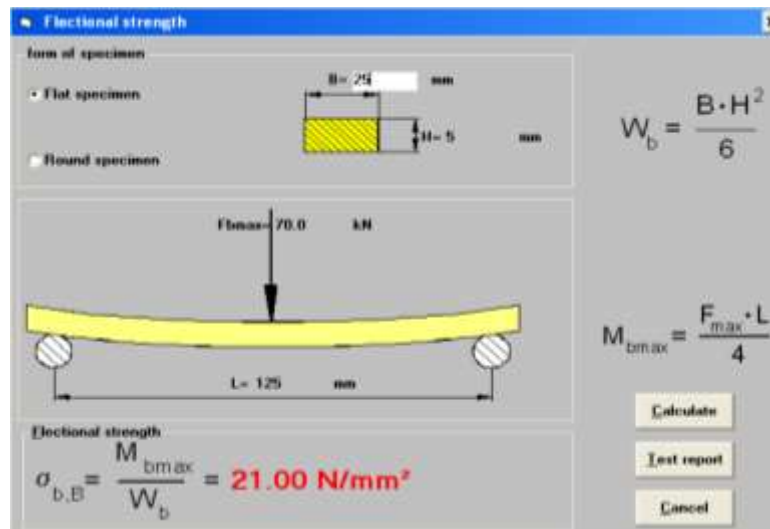 Flectional strength
form of specimen
B= 25 mm
Flat specimen
H= 5 mm
Round specimen
W_b = B·H² / 6
Fbmax= 70.0 kN
M_bmax = F_max·L / 4
L= 125 mm
Calculate
Flectional strength
σ_b,B = M_bmax / W_b = 21.00 N/mm²
Test report
Cancel